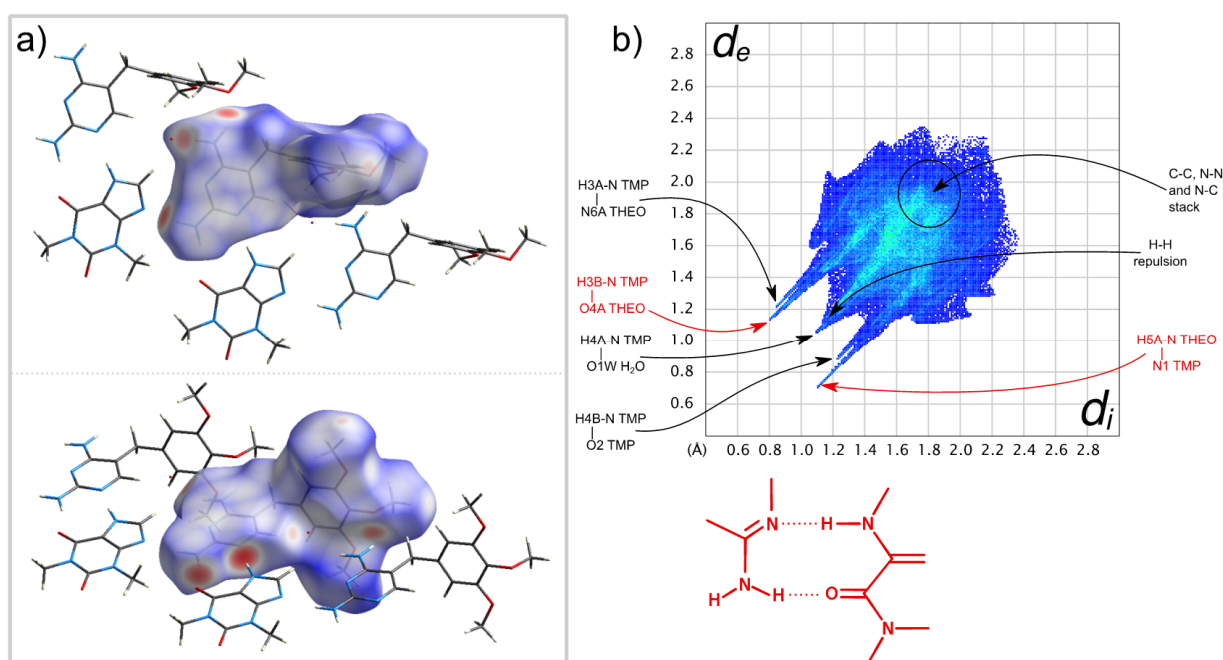 a)
b)
de
2.8
2.6
2.4
2.2
2.0
1.8
1.6
1.4
1.2
1.0
0.8
0.6
(Å)
0.6 0.8 1.0 1.2 1.4 1.6 1.8 2.0 2.2 2.4 2.6 2.8
di
H3A-N TMP
N6A THEO
H3B-N TMP
O4A THEO
H4A-N TMP
O1W H₂O
H4B-N TMP
O2 TMP
C-C, N-N
and N-C
stack
H-H
repulsion
H5A-N THEO
N1 TMP
N H N
N
H H O
N